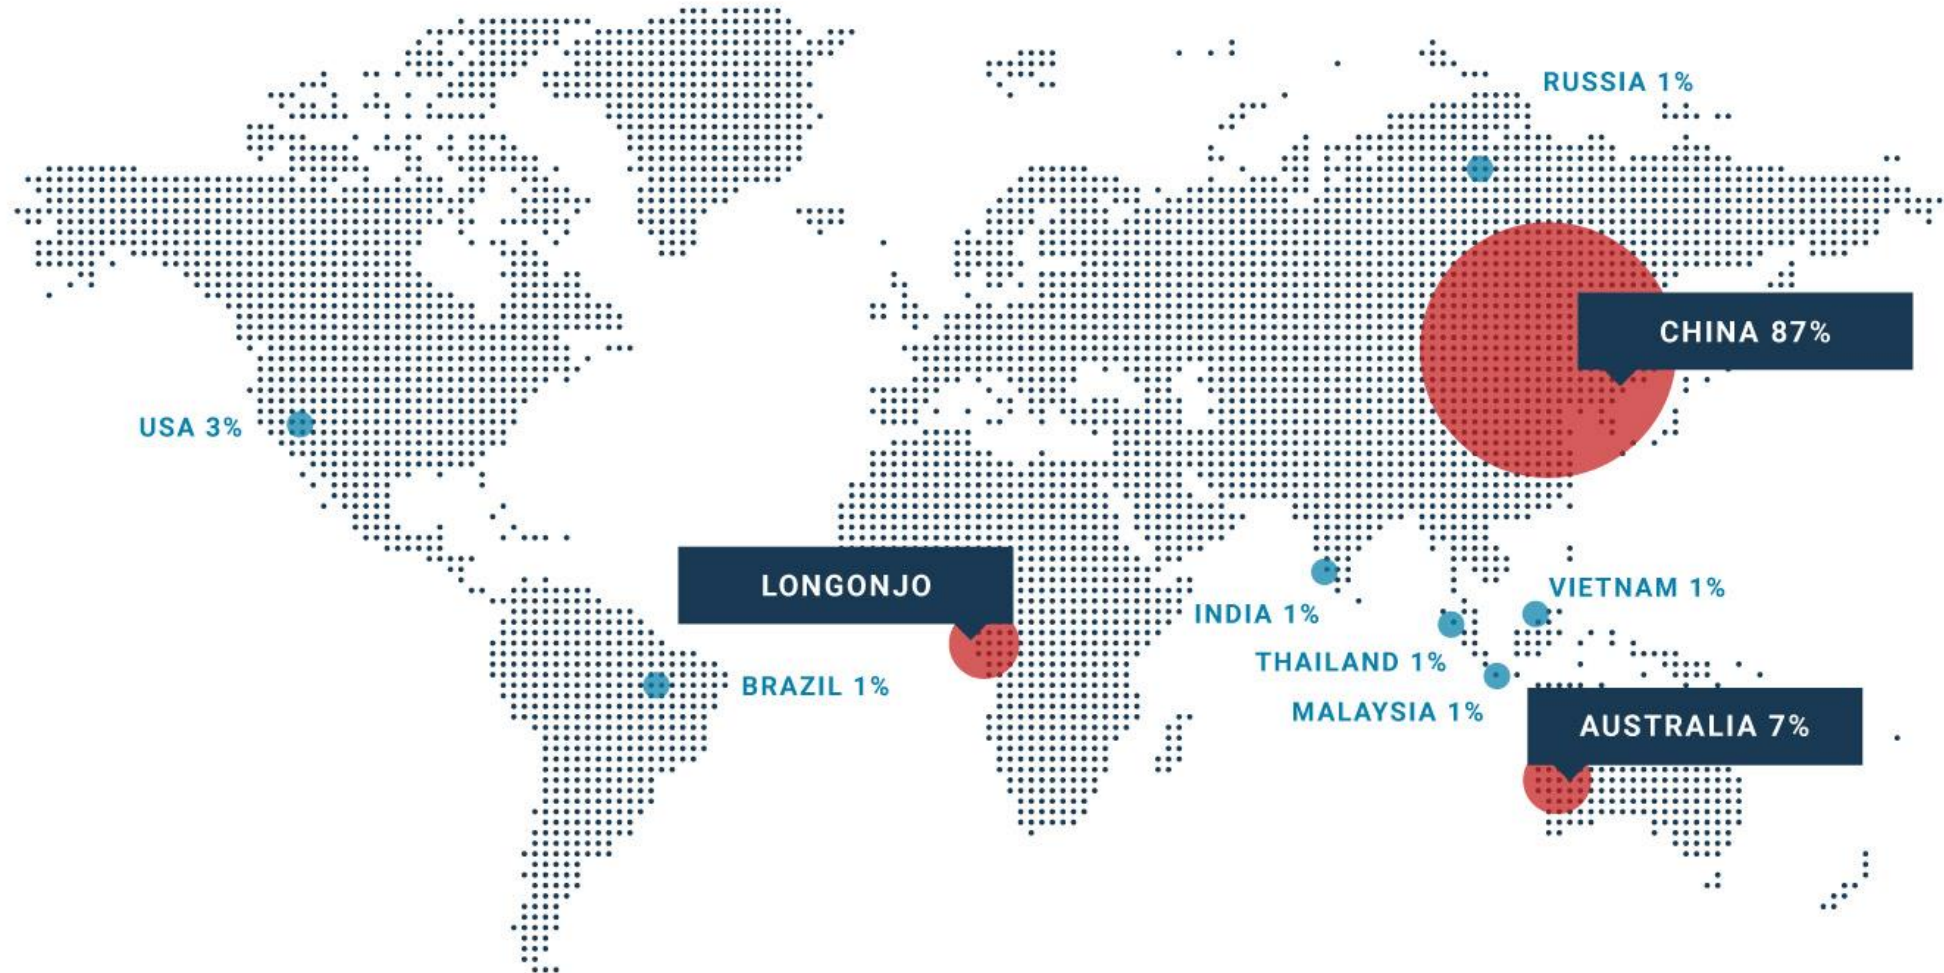 RUSSIA 1%
CHINA 87%
USA 3%
LONGONJO
VIETNAM 1%
INDIA 1%
THAILAND 1%
BRAZIL 1%
MALAYSIA 1%
AUSTRALIA 7%